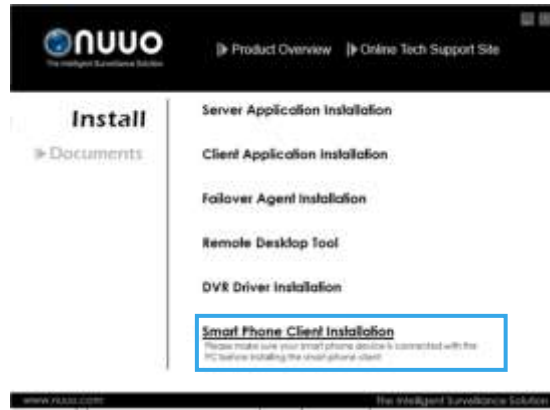 nuuo
The Intelligent Surveillance Solution
Product Overview Online Tech Support Site
Install
Documents
Server Application Installation
Client Application Installation
Failover Agent Installation
Remote Desktop Tool
DVR Driver Installation
Smart Phone Client Installation
Please make sure your smart phone device is connected with the
PC before installing the smart phone client
www.nuuo.com
The Intelligent Surveillance Solution